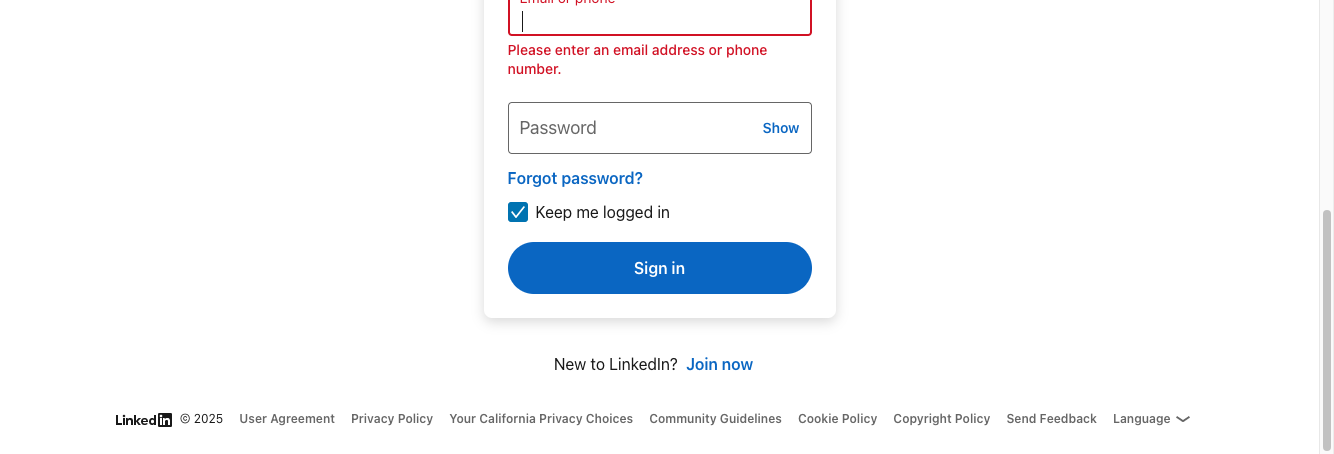 Email or phone
Please enter an email address or phone
number.
Password Show
Forgot password?
Keep me logged in
Sign in
New to LinkedIn? Join now
LinkedIn © 2025 User Agreement Privacy Policy Your California Privacy Choices Community Guidelines Cookie Policy Copyright Policy Send Feedback Language